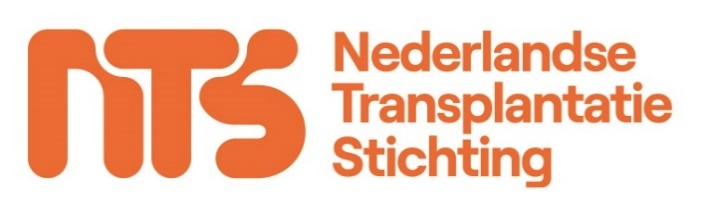 NTS
Nederlandse
Transplantatie
Stichting